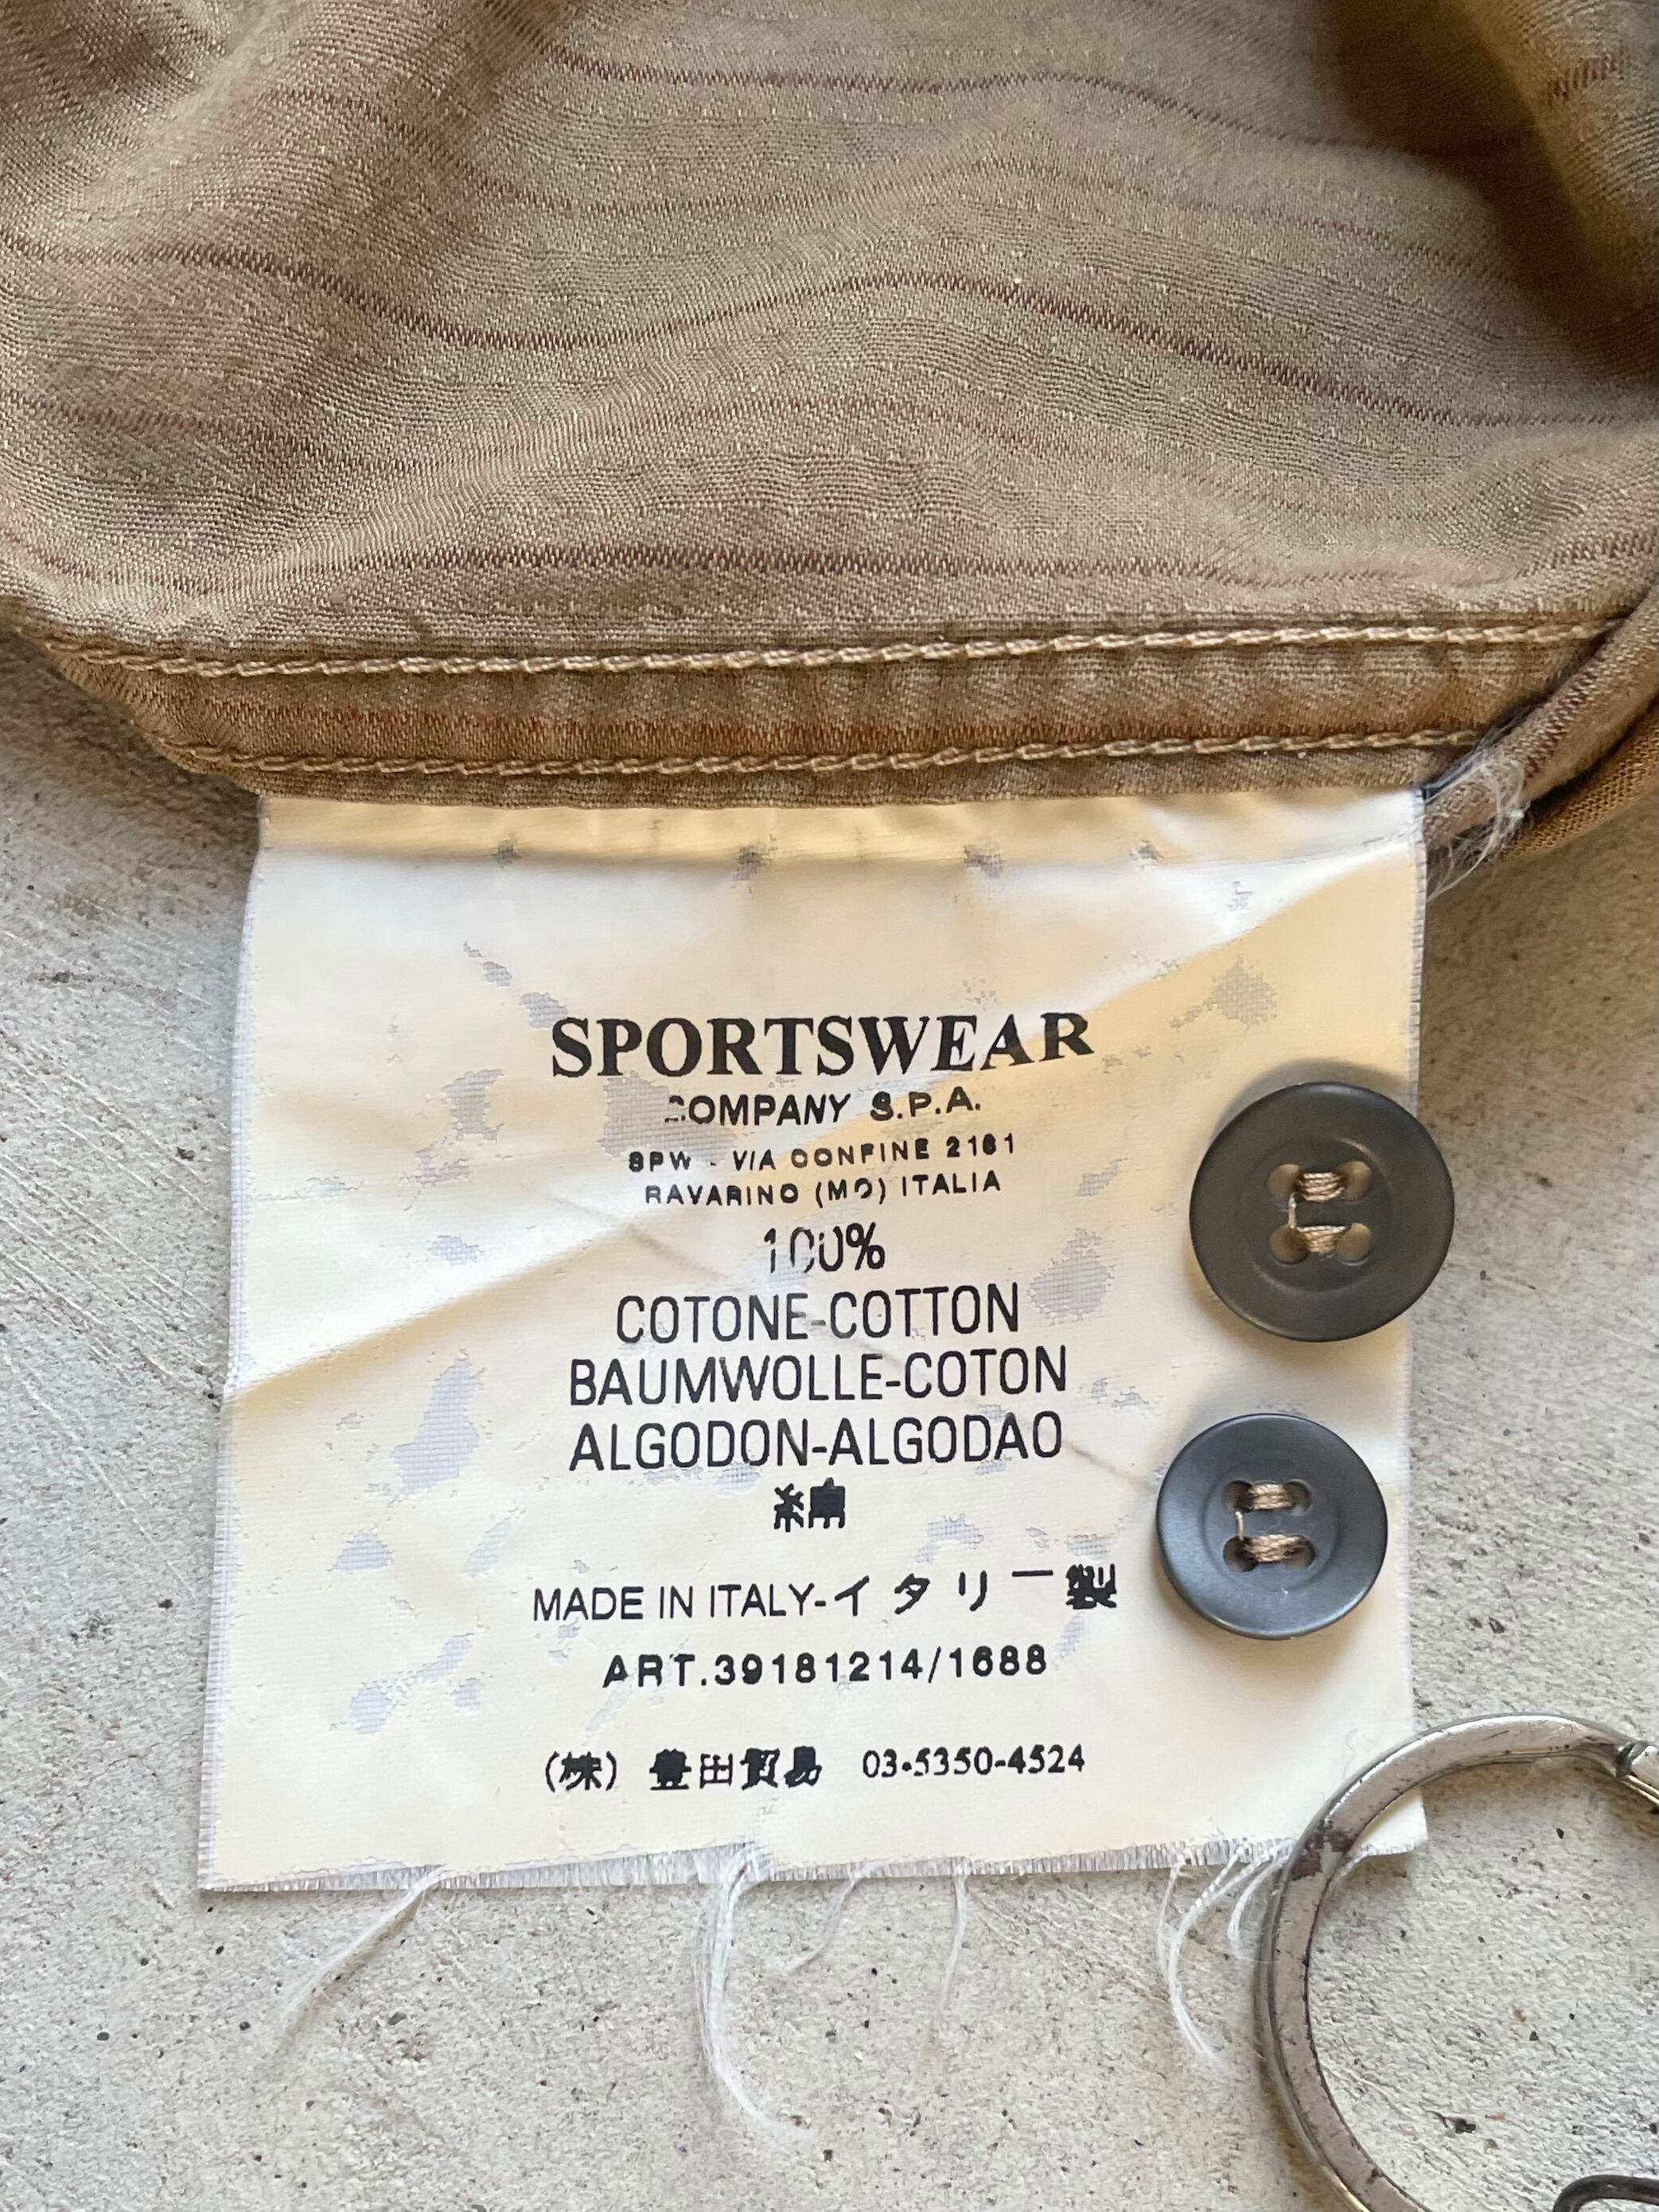 SPORTSWEAR
COMPANY S.P.A.
SPW - VIA CONFINE 2161
RAVARINO (MO) ITALIA
100%
COTONE-COTTON
BAUMWOLLE-COTON
ALGODON-ALGODAO
綿
MADE IN ITALY-イタリー製
ART.39181214/1688
(株) 豊田貿易 03-5350-4524